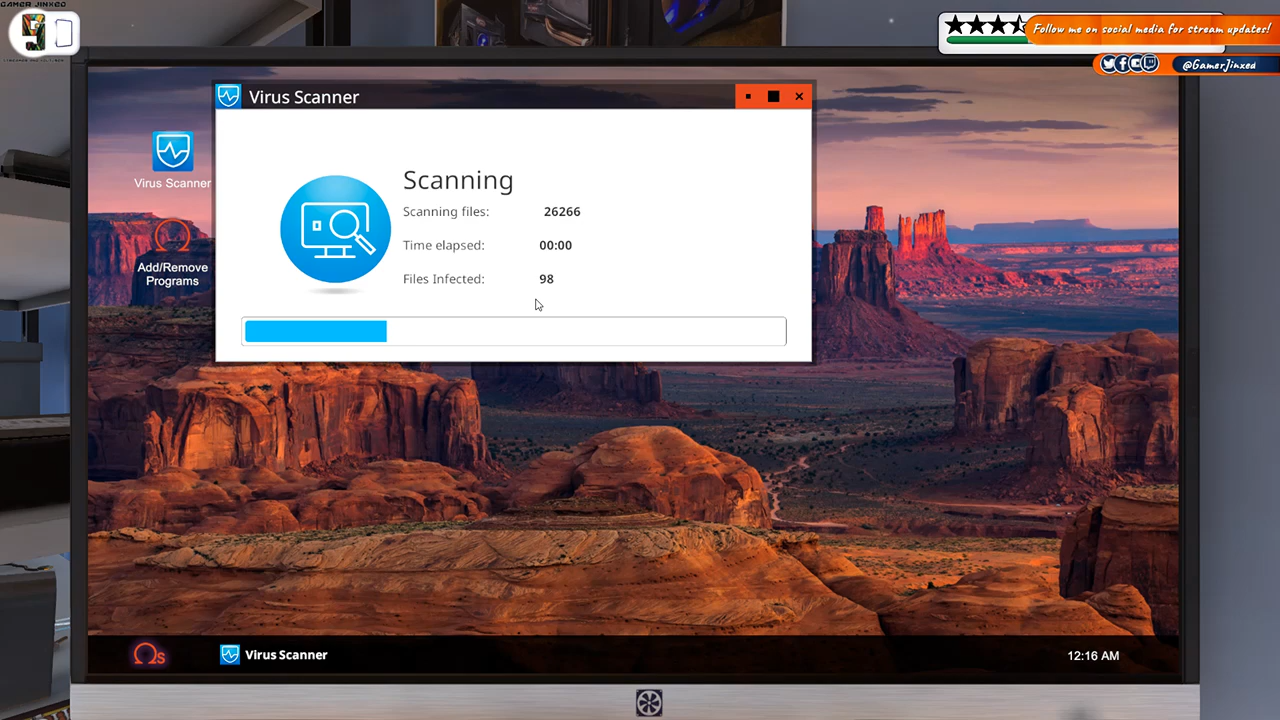 GAMER JINXED
Follow me on social media for stream updates!
@GamerJinxed
Virus Scanner
Virus Scanner
Add/Remove
Programs
Scanning
Scanning files: 26266
Time elapsed: 00:00
Files Infected: 98
Ωs
Virus Scanner
12:16 AM